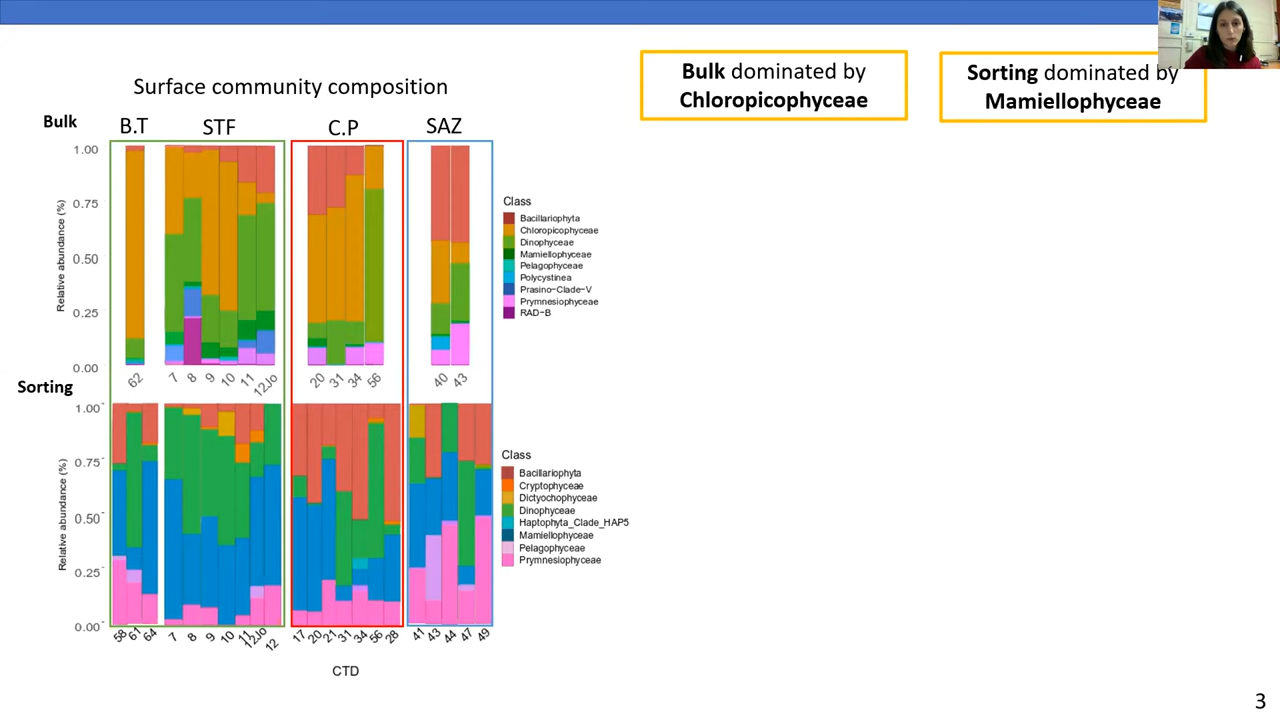 Bulk dominated by
Chloropicophyceae
Sorting dominated by
Mamiellophyceae
Surface community composition
Bulk
B.T
STF
C.P
SAZ
Relative abundance (%)
1.00
0.75
0.50
0.25
0.00
62
7
8
9
10
11
12Jo
20
31
34
56
40
43
Class
Bacillariophyta
Chloropicophyceae
Dinophyceae
Mamiellophyceae
Pelagophyceae
Polycystinea
Prasino-Clade-V
Prymnesiophyceae
RAD-B
Sorting
Relative abundance (%)
1.00
0.75
0.50
0.25
0.00
58
61
64
7
8
9
10
11
12Jo
12
17
20
21
31
34
56
28
41
43
44
47
49
CTD
Class
Bacillariophyta
Cryptophyceae
Dictyochophyceae
Dinophyceae
Haptophyta_Clade_HAP5
Mamiellophyceae
Pelagophyceae
Prymnesiophyceae
3